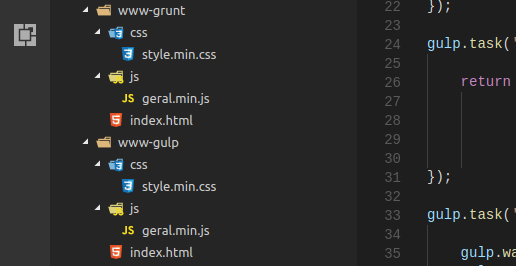 www-grunt
css
style.min.css
js
JS geral.min.js
index.html
www-gulp
css
style.min.css
js
JS geral.min.js
index.html
22 });
23
24 gulp.task('
25
26 return
27
28
29
30
31 });
32
33 gulp.task('
34
35 gulp.wa